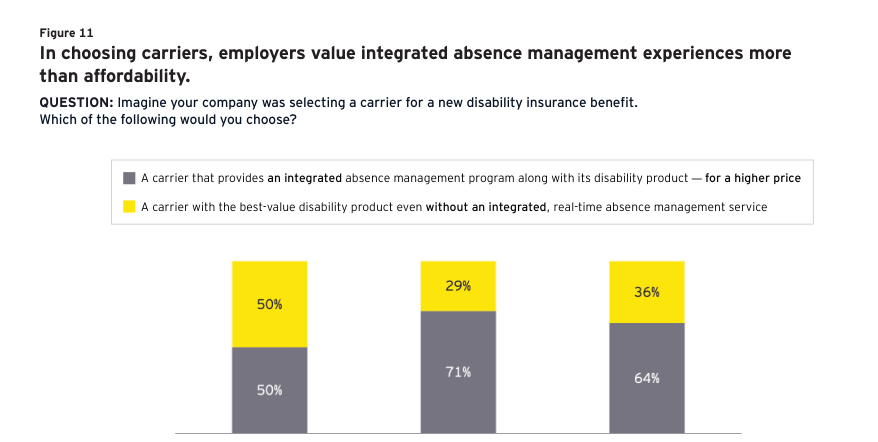 Figure 11
In choosing carriers, employers value integrated absence management experiences more
than affordability.
QUESTION: Imagine your company was selecting a carrier for a new disability insurance benefit.
Which of the following would you choose?
A carrier that provides an integrated absence management program along with its disability product — for a higher price
A carrier with the best-value disability product even without an integrated, real-time absence management service
50% 29% 36%
50% 71% 64%